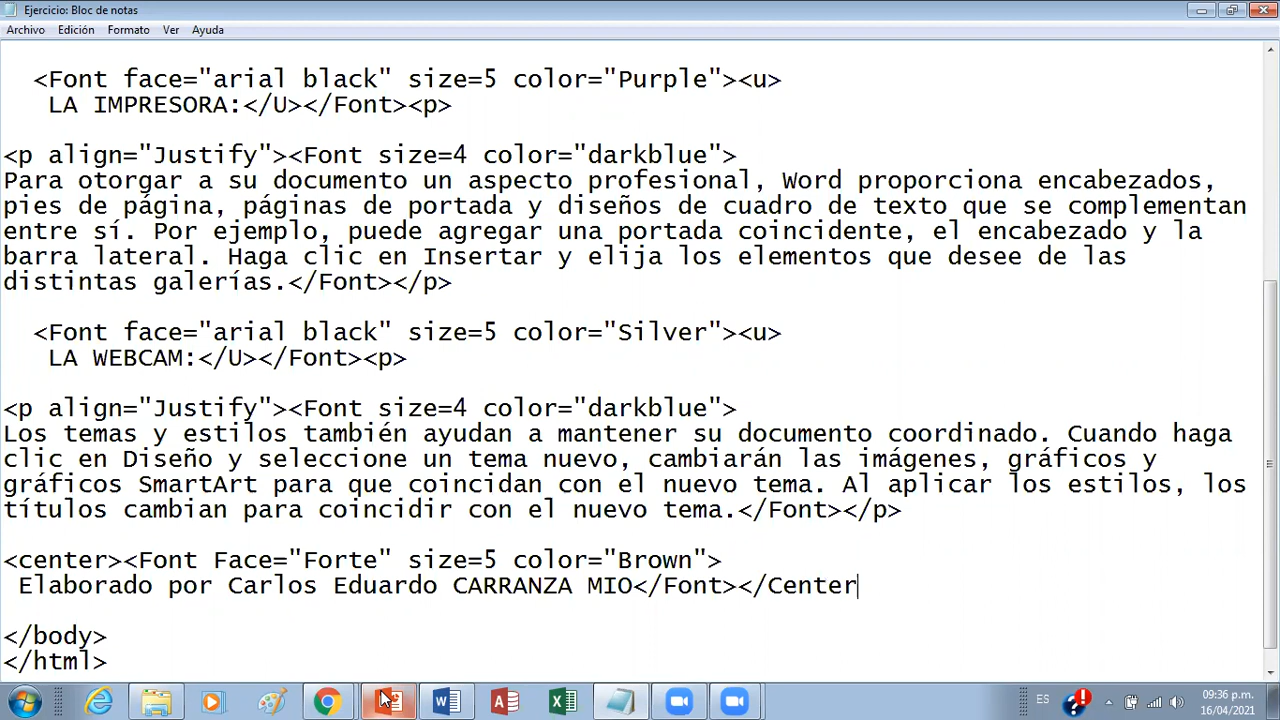 Ejercicio: Bloc de notas
Archivo Edición Formato Ver Ayuda
<Font face="arial black" size=5 color="Purple"><u>
LA IMPRESORA:</U></Font><p>
<p align="Justify"><Font size=4 color="darkblue">
Para otorgar a su documento un aspecto profesional, Word proporciona encabezados,
pies de página, páginas de portada y diseños de cuadro de texto que se complementan
entre sí. Por ejemplo, puede agregar una portada coincidente, el encabezado y la
barra lateral. Haga clic en Insertar y elija los elementos que desee de las
distintas galerías.</Font></p>
<Font face="arial black" size=5 color="Silver"><u>
LA WEBCAM:</U></Font><p>
<p align="Justify"><Font size=4 color="darkblue">
Los temas y estilos también ayudan a mantener su documento coordinado. Cuando haga
clic en Diseño y seleccione un tema nuevo, cambiarán las imágenes, gráficos y
gráficos SmartArt para que coincidan con el nuevo tema. Al aplicar los estilos, los
títulos cambian para coincidir con el nuevo tema.</Font></p>
<center><Font Face="Forte" size=5 color="Brown">
Elaborado por Carlos Eduardo CARRANZA MIO</Font></Center
</body>
</html>
ES
09:36 p.m.
16/04/2021